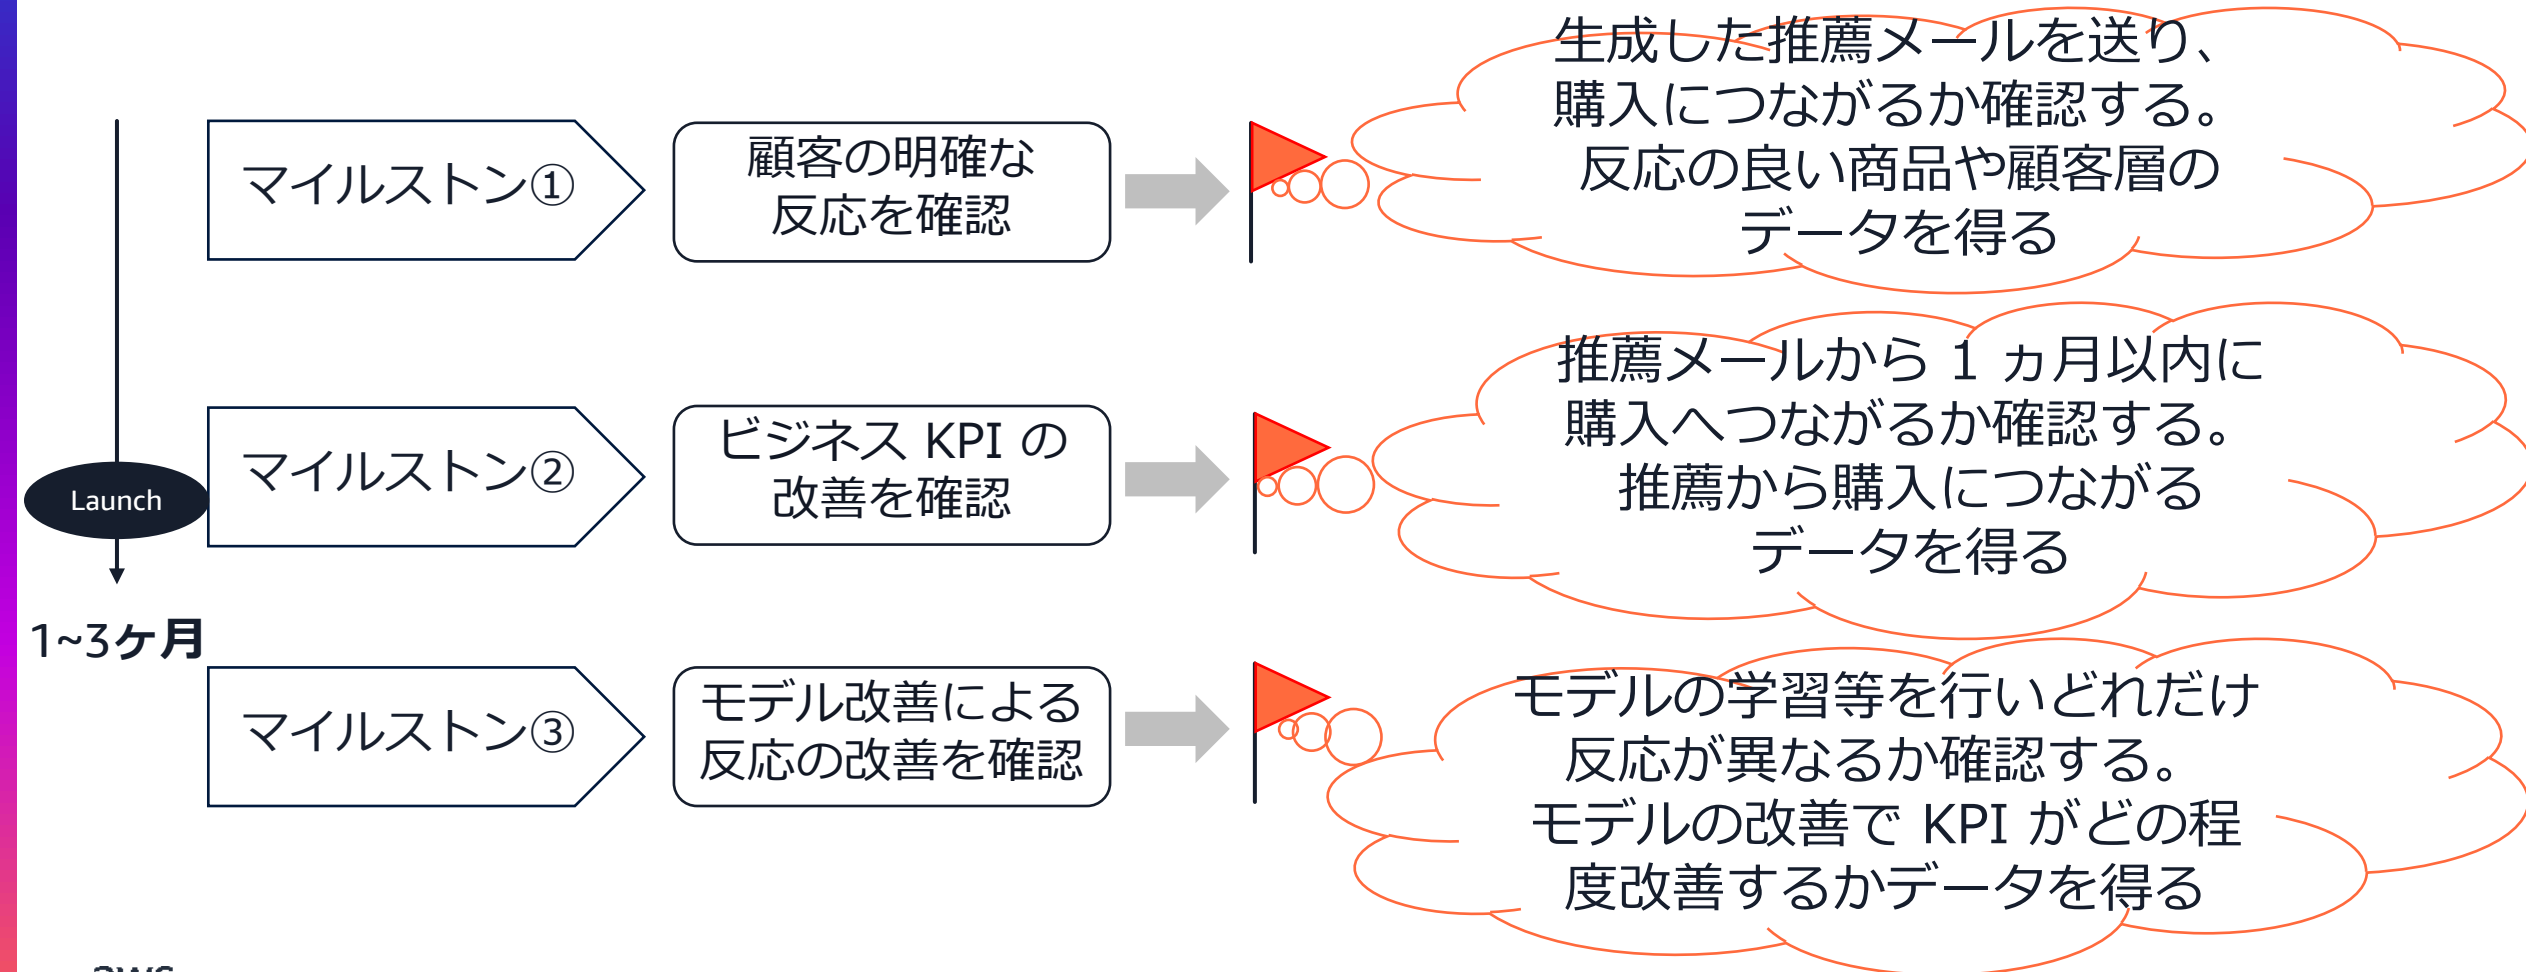 マイルストン①
顧客の明確な
反応を確認
生成した推薦メールを送り、
購入につながるか確認する。
反応の良い商品や顧客層の
データを得る
Launch
1~3ヶ月
マイルストン②
ビジネス KPI の
改善を確認
推薦メールから 1 ヵ月以内に
購入へつながるか確認する。
推薦から購入につながる
データを得る
マイルストン③
モデル改善による
反応の改善を確認
モデルの学習等を行いどれだけ
反応が異なるか確認する。
モデルの改善で KPI がどの程
度改善するかデータを得る
aws